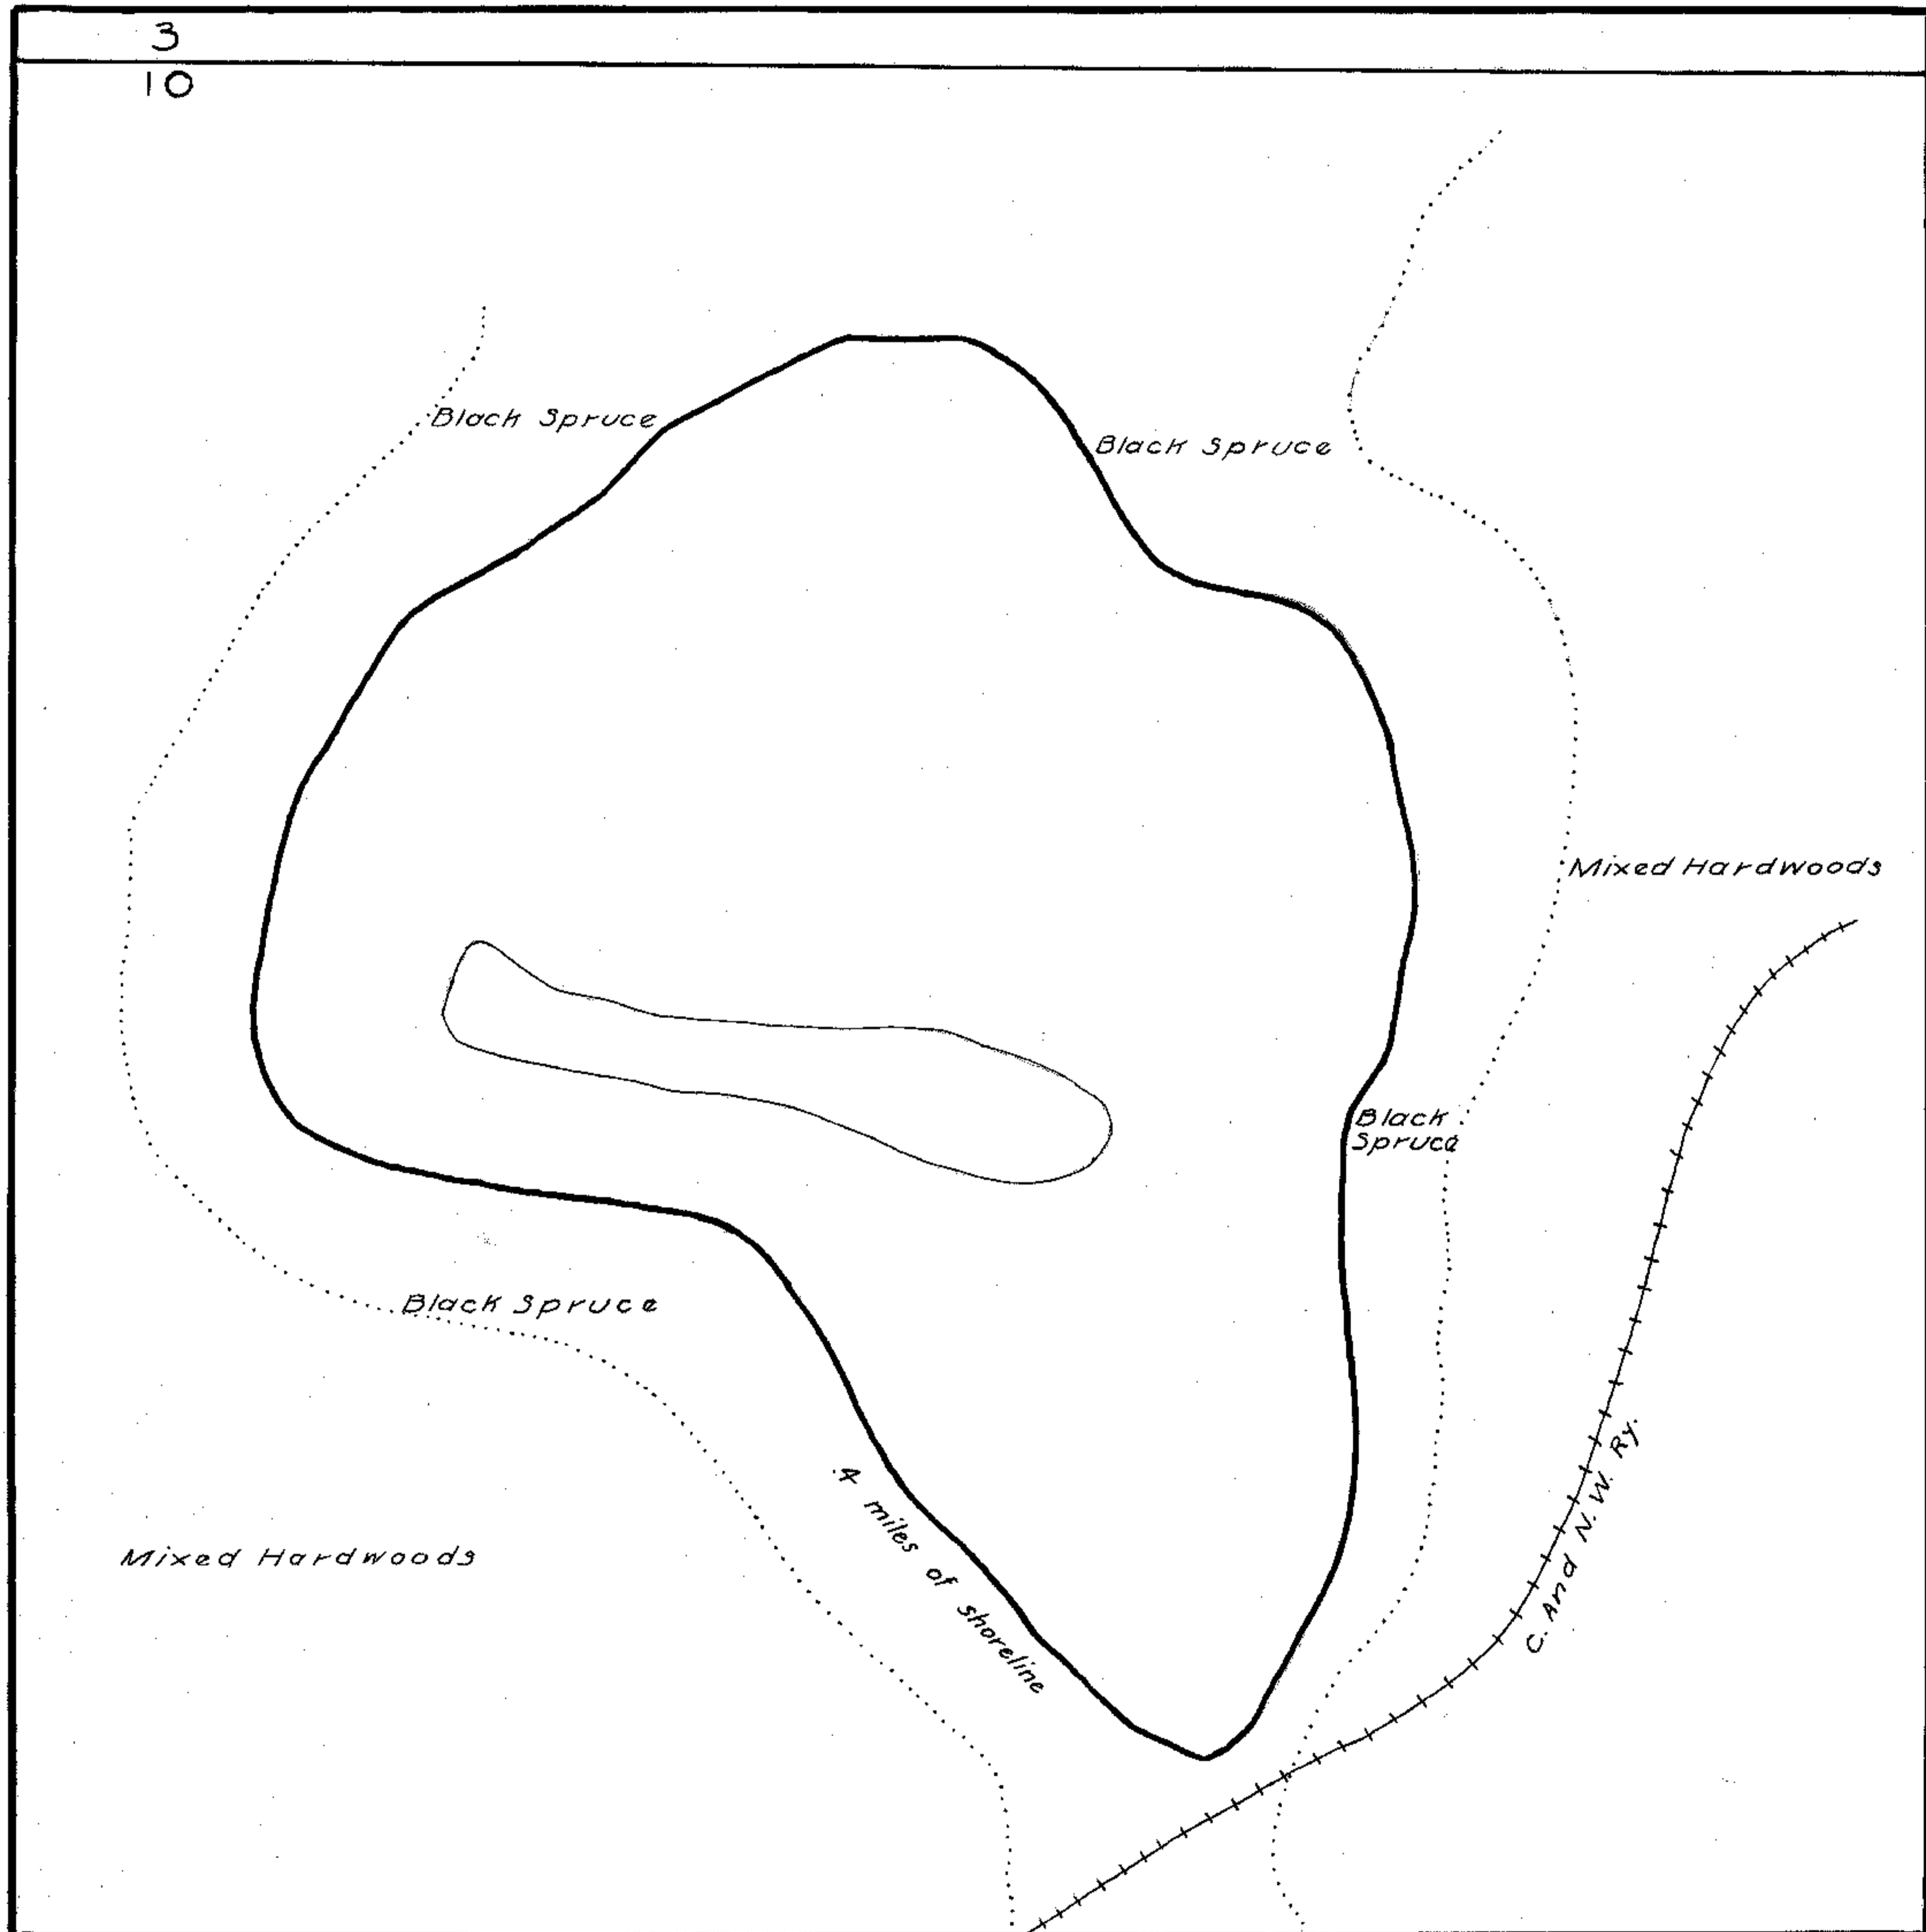 3
10
Black Spruce
Black Spruce
Mixed Hardwoods
Black
Spruce
Black Spruce
C. And N. W. Ry.
.4 miles of shoreline
Mixed Hardwoods